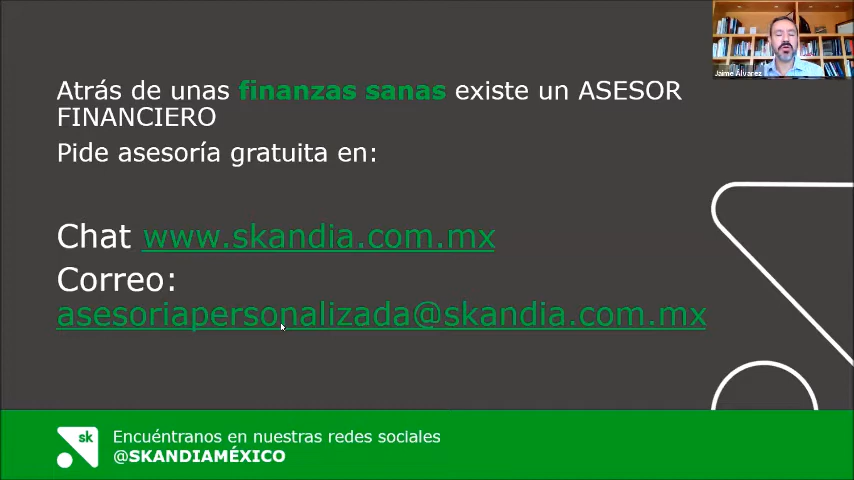 Atrás de unas finanzas sanas existe un ASESOR
FINANCIERO
Pide asesoría gratuita en:
Chat www.skandia.com.mx
Correo:
asesoriapersonalizada@skandia.com.mx
Jaime Álvarez
sk
Encuéntranos en nuestras redes sociales
@SKANDIAMÉXICO